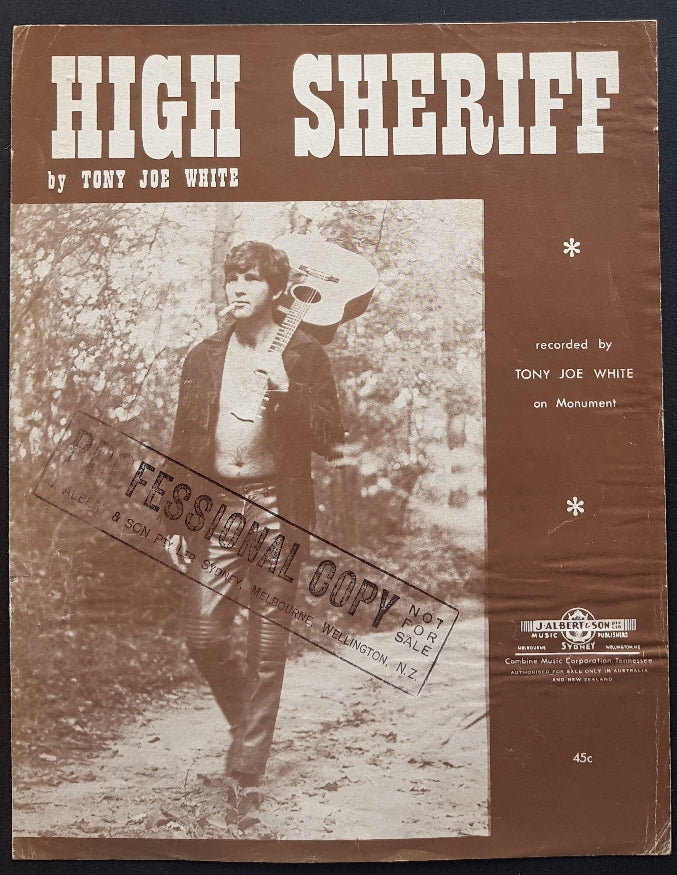 HIGH SHERIFF
by TONY JOE WHITE
*
recorded by
TONY JOE WHITE
on Monument
*
PROFESSIONAL COPY
NOT
FOR
SALE
ALBERT & SON PTY LTD SYDNEY, MELBOURNE, WELLINGTON, N.Z.
J. ALBERT & SON PTY LTD
MUSIC PUBLISHERS
MELBOURNE SYDNEY WELLINGTON, N.Z.
Combine Music Corporation, Tennessee
AUTHORISED FOR SALE ONLY IN AUSTRALIA
AND NEW ZEALAND
45c